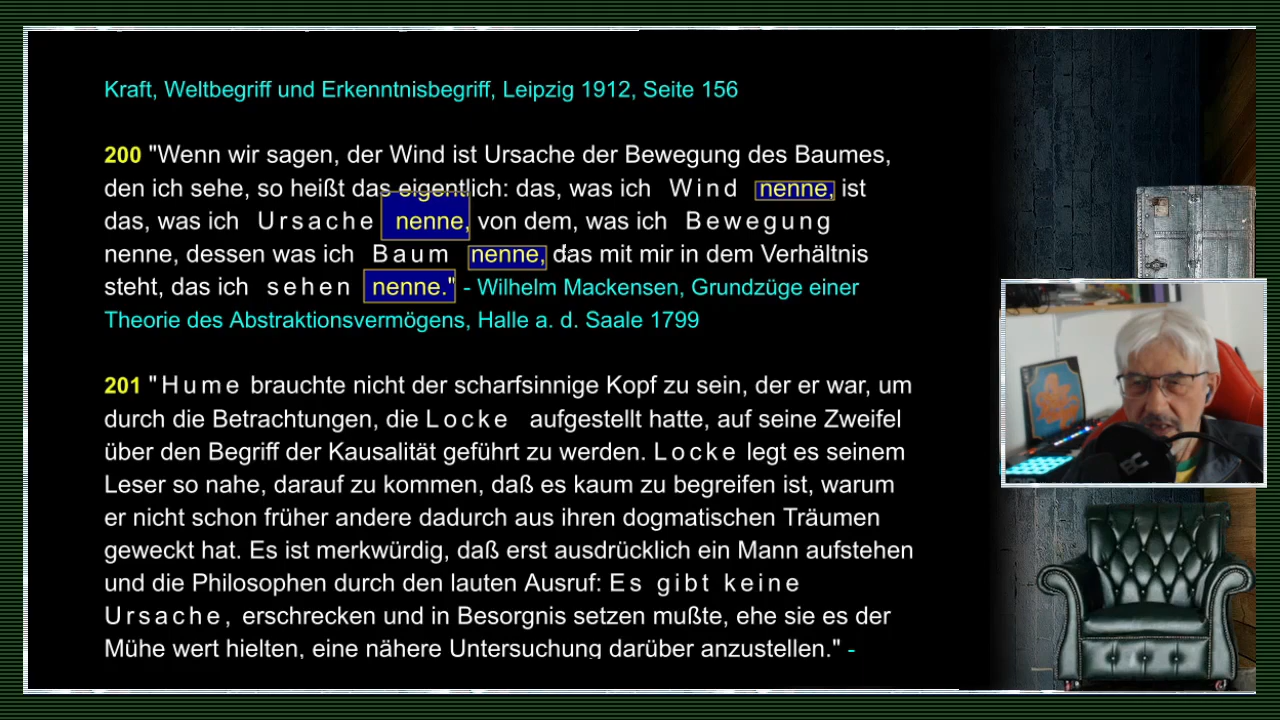 Kraft, Weltbegriff und Erkenntnisbegriff, Leipzig 1912, Seite 156
200 "Wenn wir sagen, der Wind ist Ursache der Bewegung des Baumes,
den ich sehe, so heißt das eigentlich: das, was ich Wind nenne, ist
das, was ich Ursache nenne, von dem, was ich Bewegung
nenne, dessen was ich Baum nenne, das mit mir in dem Verhältnis
steht, das ich sehen nenne." - Wilhelm Mackensen, Grundzüge einer
Theorie des Abstraktionsvermögens, Halle a. d. Saale 1799
201 "Hume brauchte nicht der scharfsinnige Kopf zu sein, der er war, um
durch die Betrachtungen, die Locke aufgestellt hatte, auf seine Zweifel
über den Begriff der Kausalität geführt zu werden. Locke legt es seinem
Leser so nahe, darauf zu kommen, daß es kaum zu begreifen ist, warum
er nicht schon früher andere dadurch aus ihren dogmatischen Träumen
geweckt hat. Es ist merkwürdig, daß erst ausdrücklich ein Mann aufstehen
und die Philosophen durch den lauten Ausruf: Es gibt keine
Ursache, erschrecken und in Besorgnis setzen mußte, ehe sie es der
Mühe wert hielten, eine nähere Untersuchung darüber anzustellen." -